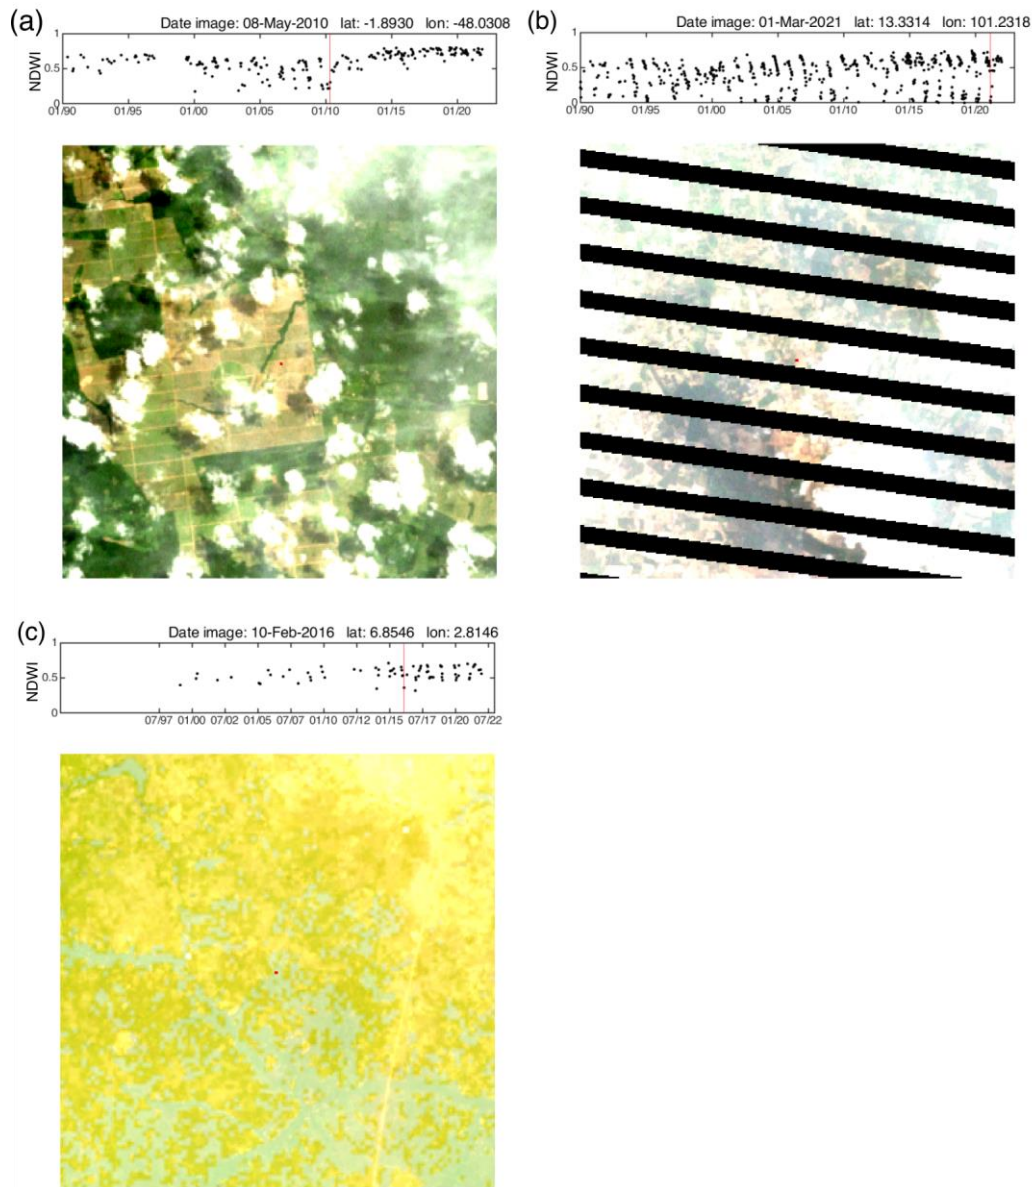 (a)
Date image: 08-May-2010 lat: -1.8930 lon: -48.0308
1
NDWI
0.5
0
01/90 01/95 01/00 01/05 01/10 01/15 01/20
(b)
Date image: 01-Mar-2021 lat: 13.3314 lon: 101.2318
1
NDWI
0.5
0
01/90 01/95 01/00 01/05 01/10 01/15 01/20
(c)
Date image: 10-Feb-2016 lat: 6.8546 lon: 2.8146
1
NDWI
0.5
0
07/97 01/00 07/02 01/05 07/07 01/10 07/12 01/15 07/17 01/20 07/22